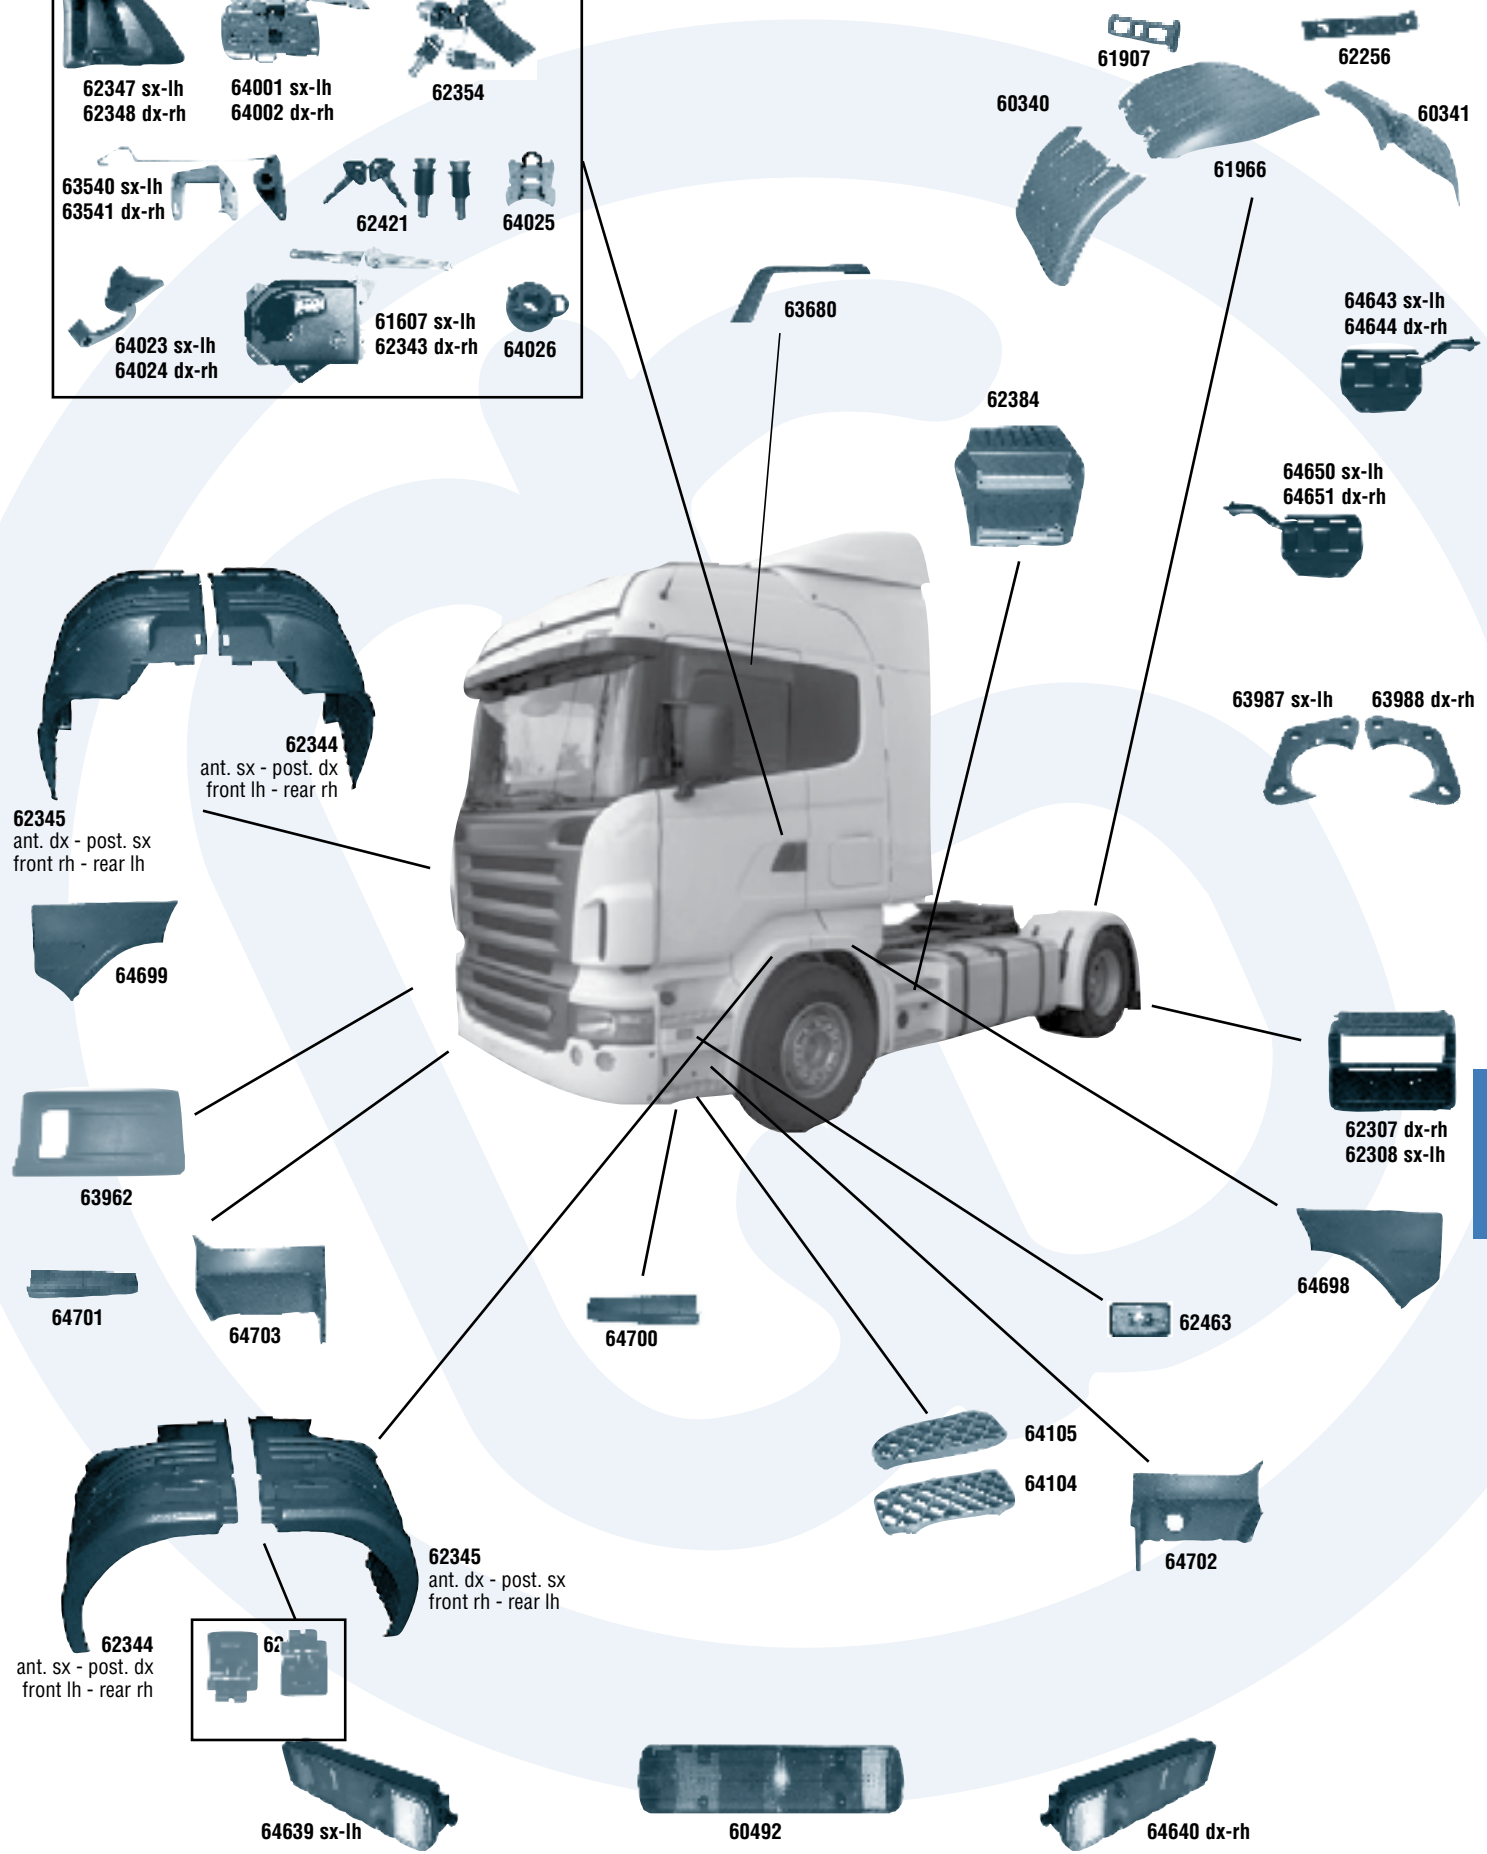 62347 sx-lh
62348 dx-rh
64001 sx-lh
64002 dx-rh
62354
61907
62256
60340
60341
61966
63540 sx-lh
63541 dx-rh
62421
64025
64023 sx-lh
64024 dx-rh
61607 sx-lh
62343 dx-rh
64026
63680
64643 sx-lh
64644 dx-rh
62384
64650 sx-lh
64651 dx-rh
63987 sx-lh
63988 dx-rh
62344
ant. sx - post. dx
front lh - rear rh
62345
ant. dx - post. sx
front rh - rear lh
64699
62307 dx-rh
62308 sx-lh
63962
64698
64701
64703
64700
62463
64105
64104
64702
62345
ant. dx - post. sx
front rh - rear lh
62344
ant. sx - post. dx
front lh - rear rh
64639 sx-lh
60492
64640 dx-rh